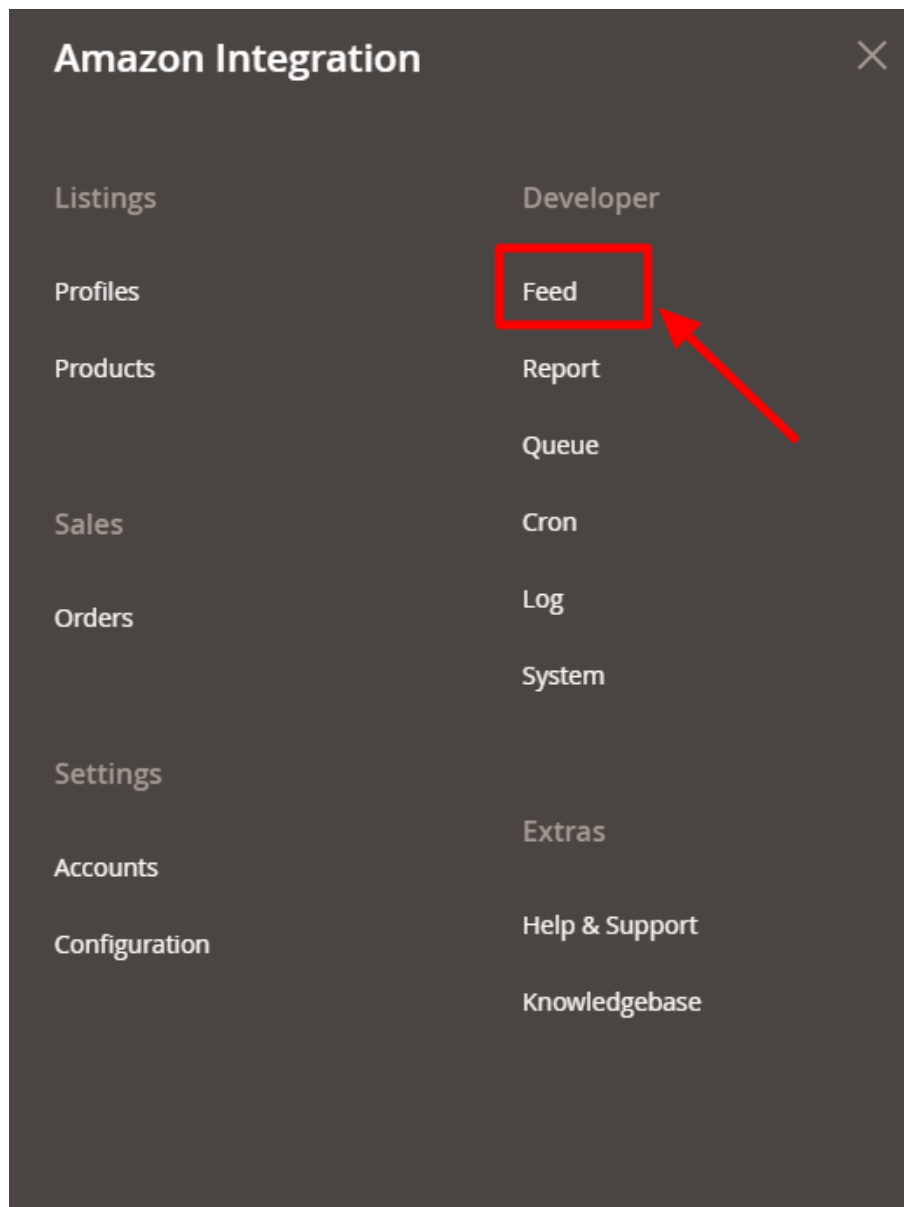 Amazon Integration
Listings
Profiles
Products
Sales
Orders
Settings
Accounts
Configuration
Developer
Feed
Report
Queue
Cron
Log
System
Extras
Help & Support
Knowledgebase